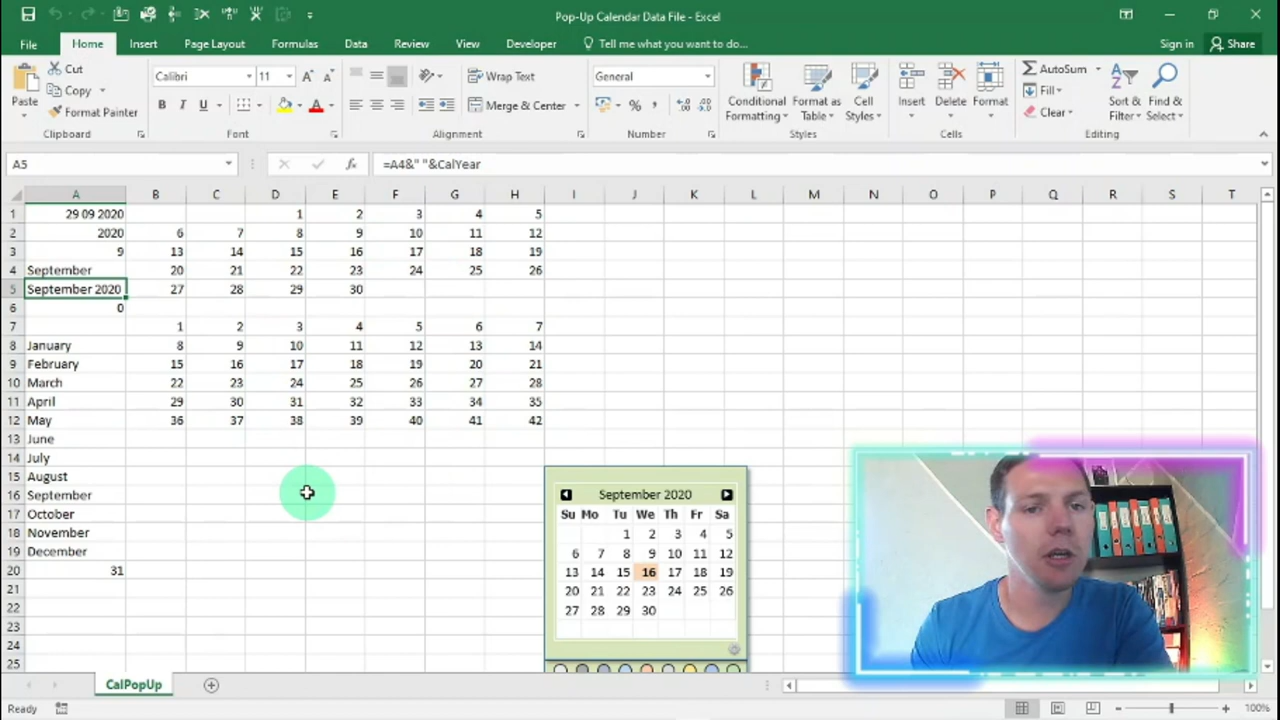 Pop-Up Calendar Data File - Excel
File Home Insert Page Layout Formulas Data Review View Developer Tell me what you want to do... Sign in Share
Paste Cut Copy Format Painter Clipboard
Calibri 11 B I U A Font
Wrap Text Merge & Center Alignment
General % , Number
Conditional Formatting Format as Table Cell Styles Styles
Insert Delete Format Cells
AutoSum Fill Clear Sort & Filter Find & Select Editing
A5 fx =A4&" "&CalYear
A B C D E F G H I J K L M N O P Q R S T
1 29 09 2020 1 2 3 4 5
2 2020 6 7 8 9 10 11 12
3 9 13 14 15 16 17 18 19
4 September 20 21 22 23 24 25 26
5 September 2020 27 28 29 30
6 0
7 1 2 3 4 5 6 7
8 January 8 9 10 11 12 13 14
9 February 15 16 17 18 19 20 21
10 March 22 23 24 25 26 27 28
11 April 29 30 31 32 33 34 35
12 May 36 37 38 39 40 41 42
13 June
14 July
15 August
16 September
17 October
18 November
19 December
20 31
21
22
23
24
25
September 2020
Su Mo Tu We Th Fr Sa
1 2 3 4 5
6 7 8 9 10 11 12
13 14 15 16 17 18 19
20 21 22 23 24 25 26
27 28 29 30
CalPopUp
Ready 100%